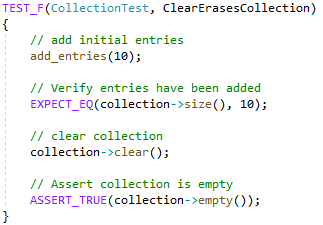 TEST_F(CollectionTest, ClearErasesCollection)
{
    // add initial entries
    add_entries(10);

    // Verify entries have been added
    EXPECT_EQ(collection->size(), 10);

    // clear collection
    collection->clear();

    // Assert collection is empty
    ASSERT_TRUE(collection->empty());
}